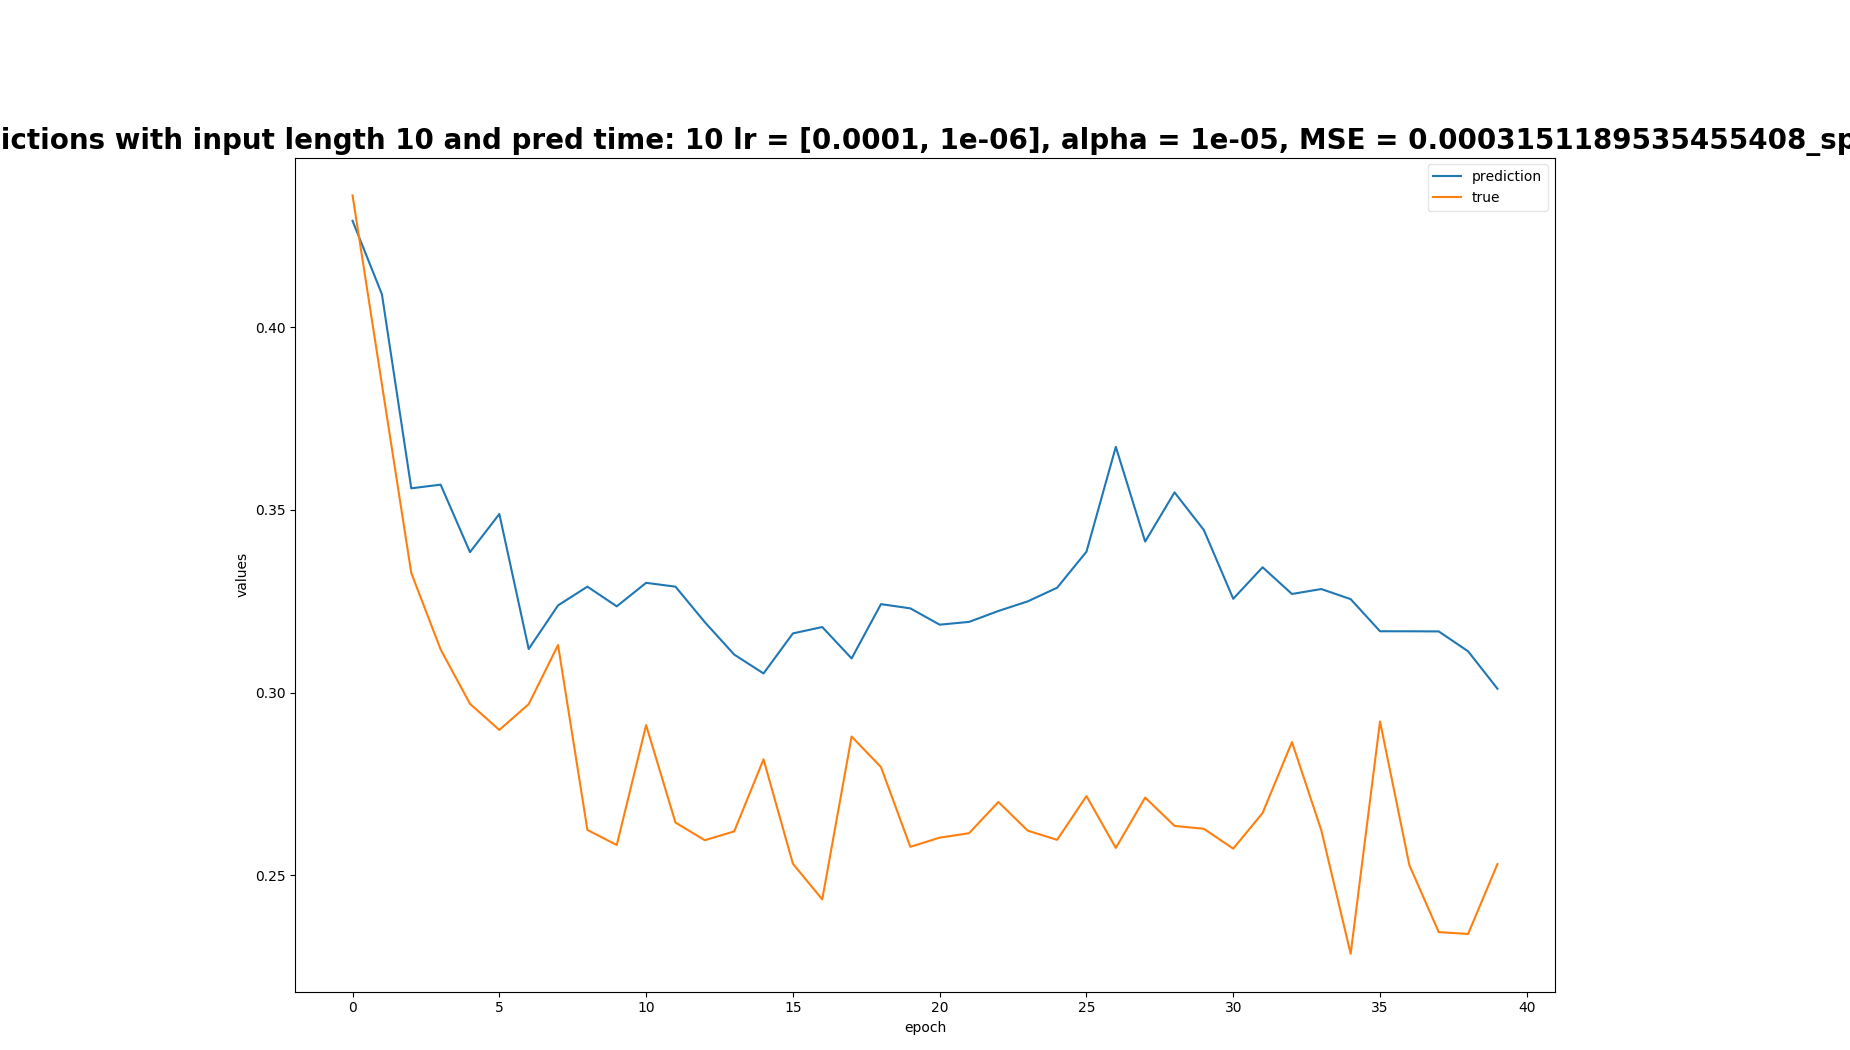 ictions with input length 10 and pred time: 10 lr = [0.0001, 1e-06], alpha = 1e-05, MSE = 0.0003151189535455408_sp
prediction
true
0.40
0.35
0.30
0.25
values
0 5 10 15 20 25 30 35 40
epoch